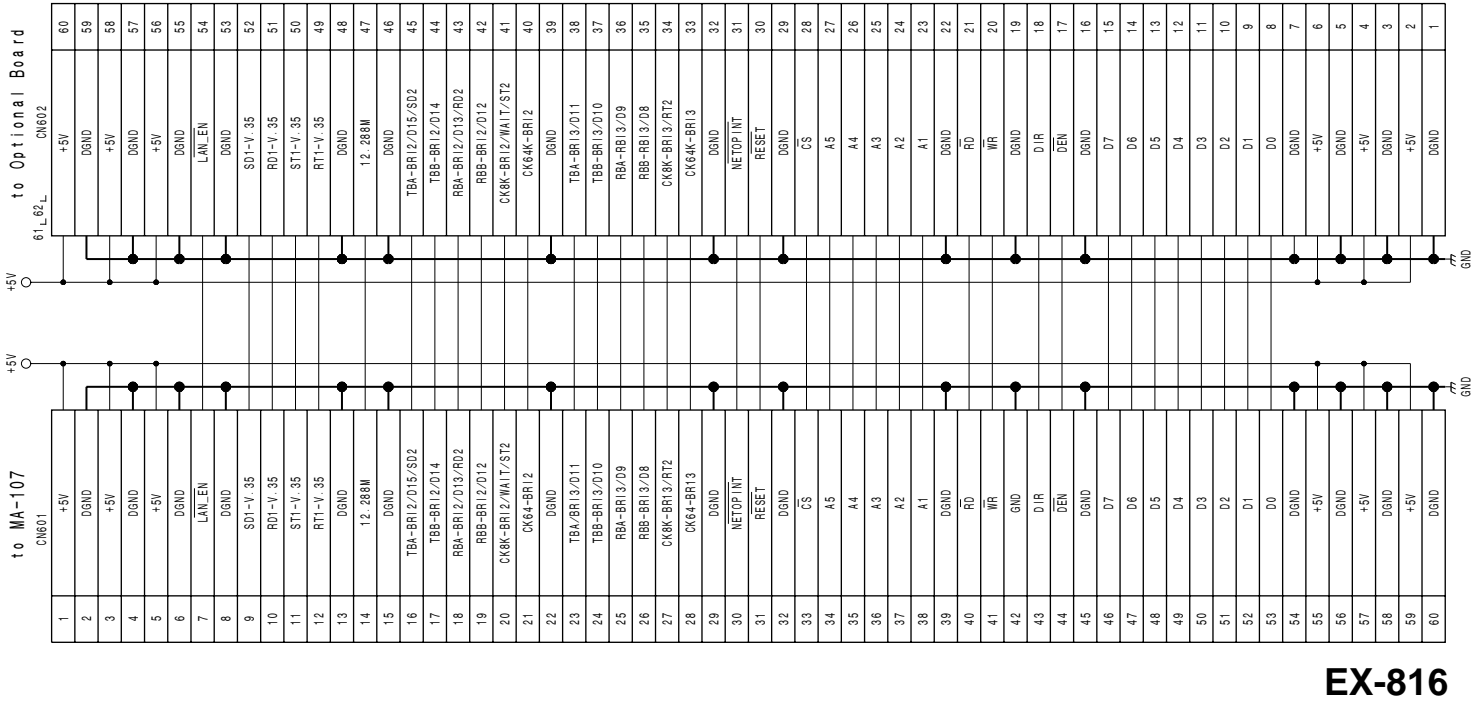 to Optional Board
CN602
61 62
60 +5V
59 DGND
58 +5V
57 DGND
56 +5V
55 DGND
54 LAN_EN
53 DGND
52 SD1-V.35
51 RD1-V.35
50 ST1-V.35
49 RT1-V.35
48 DGND
47 12.288M
46 DGND
45 TBA-BRI2/D15/SD2
44 TBB-BRI2/D14
43 RBA-BRI2/D13/RD2
42 RBB-BRI2/D12
41 CK8K-BRI2/WAIT/ST2
40 CK64K-BRI2
39 DGND
38 TBA-BRI3/D11
37 TBB-BRI3/D10
36 RBA-RBI3/D9
35 RBB-RBI3/D8
34 CK8K-BRI3/RT2
33 CK64K-BRI3
32 DGND
31 NETOPINT
30 RESET
29 DGND
28 CS
27 A5
26 A4
25 A3
24 A2
23 A1
22 DGND
21 RD
20 WR
19 DGND
18 DIR
17 DEN
16 DGND
15 D7
14 D6
13 D5
12 D4
11 D3
10 D2
9 D1
8 D0
7 DGND
6 +5V
5 DGND
4 +5V
3 DGND
2 +5V
1 DGND
+5V
GND
+5V
GND
to MA-107
CN601
+5V 1
DGND 2
+5V 3
DGND 4
+5V 5
DGND 6
LAN_EN 7
DGND 8
SD1-V.35 9
RD1-V.35 10
ST1-V.35 11
RT1-V.35 12
DGND 13
12.288M 14
DGND 15
TBA-BRI2/D15/SD2 16
TBB-BRI2/D14 17
RBA-BRI2/D13/RD2 18
RBB-BRI2/D12 19
CK8K-BRI2/WAIT/ST2 20
CK64-BRI2 21
DGND 22
TBA/BRI3/D11 23
TBB-BRI3/D10 24
RBA-BRI3/D9 25
RBB-BRI3/D8 26
CK8K-BRI3/RT2 27
CK64-BR13 28
DGND 29
NETOPINT 30
RESET 31
DGND 32
CS 33
A5 34
A4 35
A3 36
A2 37
A1 38
DGND 39
RD 40
WR 41
GND 42
DIR 43
DEN 44
DGND 45
D7 46
D6 47
D5 48
D4 49
D3 50
D2 51
D1 52
D0 53
DGND 54
+5V 55
DGND 56
+5V 57
DGND 58
+5V 59
DGND 60
EX-816